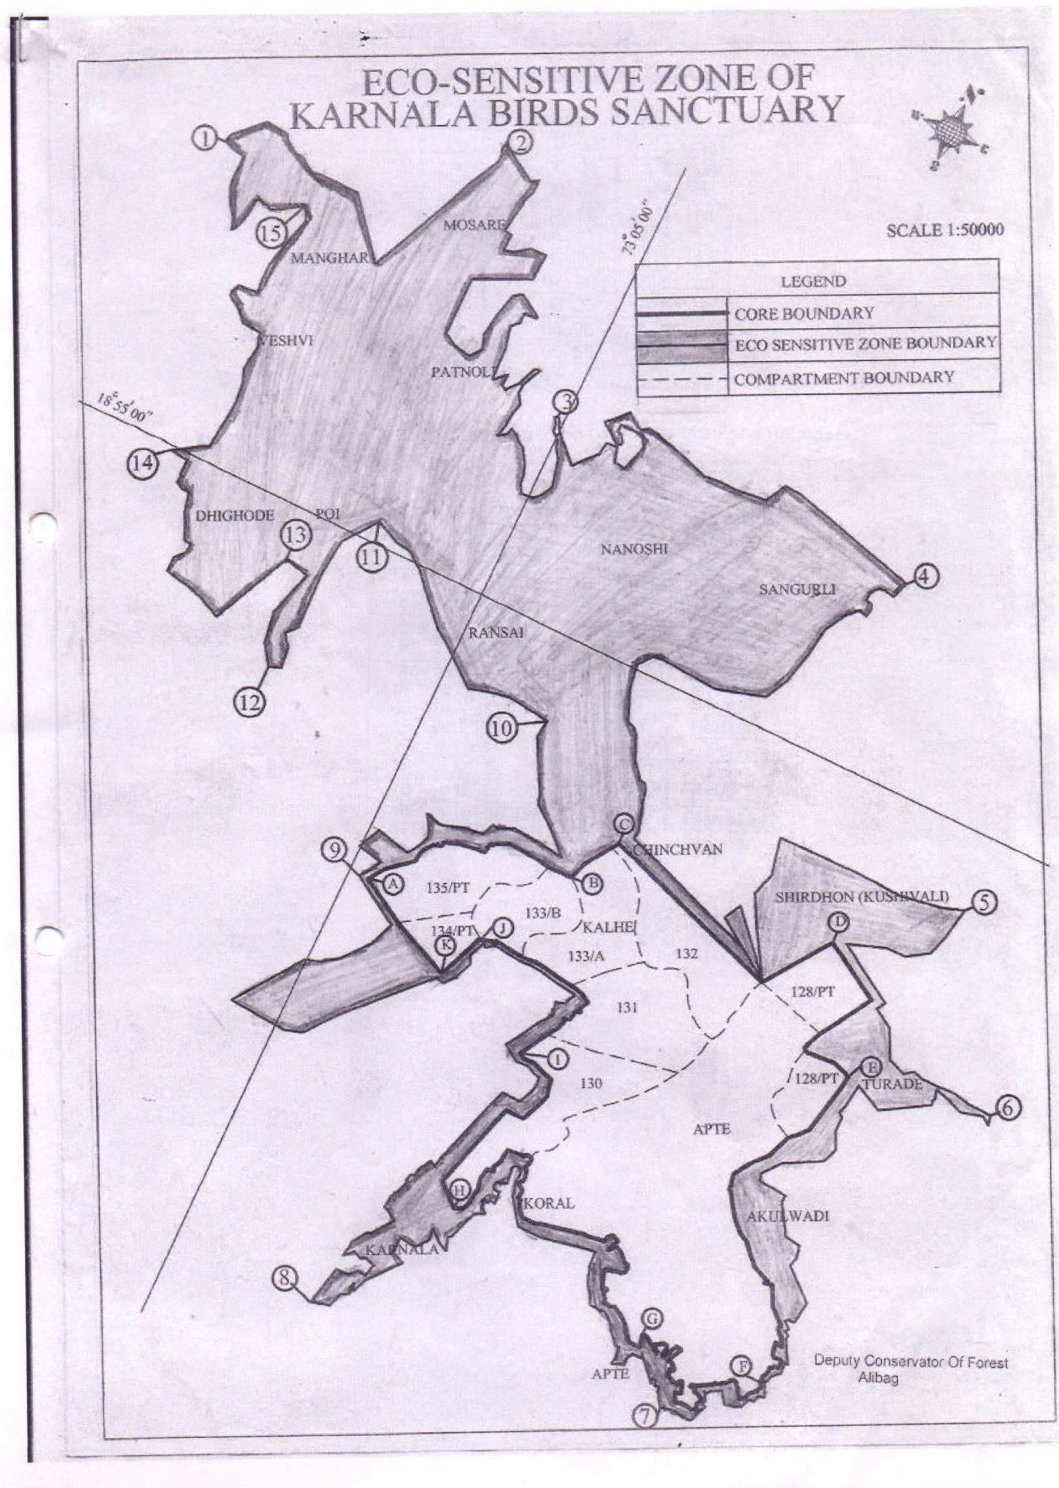 ECO-SENSITIVE ZONE OF
KARNALA BIRDS SANCTUARY
1
2
MOSARE
S
E
15
MANGHAR
73°05'00"
SCALE 1:50000
LEGEND
CORE BOUNDARY
ECO SENSITIVE ZONE BOUNDARY
COMPARTMENT BOUNDARY
VESHVI
PATNOLI
18°55'00"
3
14
DHIGHODE
POI
13
11
NANOSHI
4
SANGURLI
RANSAI
12
10
C
CHINCHVAN
9
A
135/PT
B
SHIRDHON (KUSHIVALI)
5
133/B
KALHE
134/PT
J
D
K
133/A
132
128/PT
131
I
130
E
128/PT
TURADE
6
APTE
H
KORAL
AKULWADI
KARNALA
8
G
APTE
F
Deputy Conservator Of Forest
Alibag
7